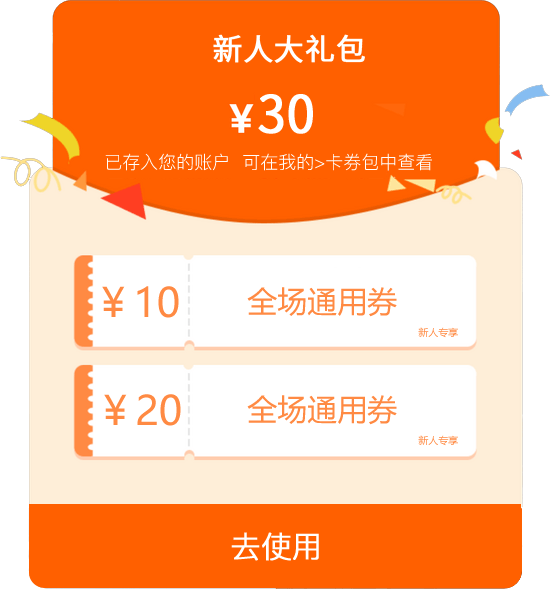 新人大礼包
¥30
已存入您的账户 可在我的>卡券包中查看
¥10 全场通用券
新人专享
¥20 全场通用券
新人专享
去使用